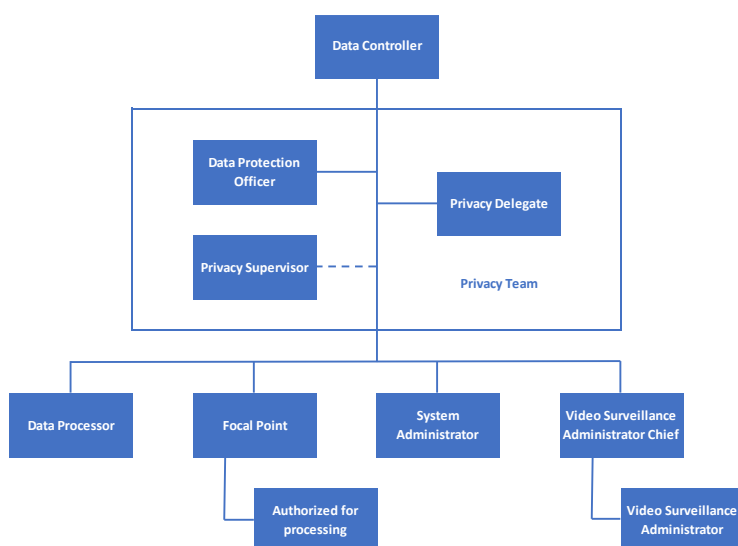 Data Controller
Data Protection
Officer
Privacy Delegate
Privacy Supervisor
Privacy Team
Data Processor
Focal Point
System
Administrator
Video Surveillance
Administrator Chief
Authorized for
processing
Video Surveillance
Administrator